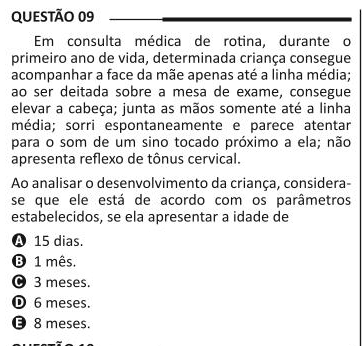 QUESTÃO 09
Em consulta médica de rotina, durante o
primeiro ano de vida, determinada criança consegue
acompanhar a face da mãe apenas até a linha média;
ao ser deitada sobre a mesa de exame, consegue
elevar a cabeça; junta as mãos somente até a linha
média; sorri espontaneamente e parece atentar
para o som de um sino tocado próximo a ela; não
apresenta reflexo de tônus cervical.
Ao analisar o desenvolvimento da criança, considera-
se que ele está de acordo com os parâmetros
estabelecidos, se ela apresentar a idade de
A 15 dias.
B 1 mês.
C 3 meses.
D 6 meses.
E 8 meses.